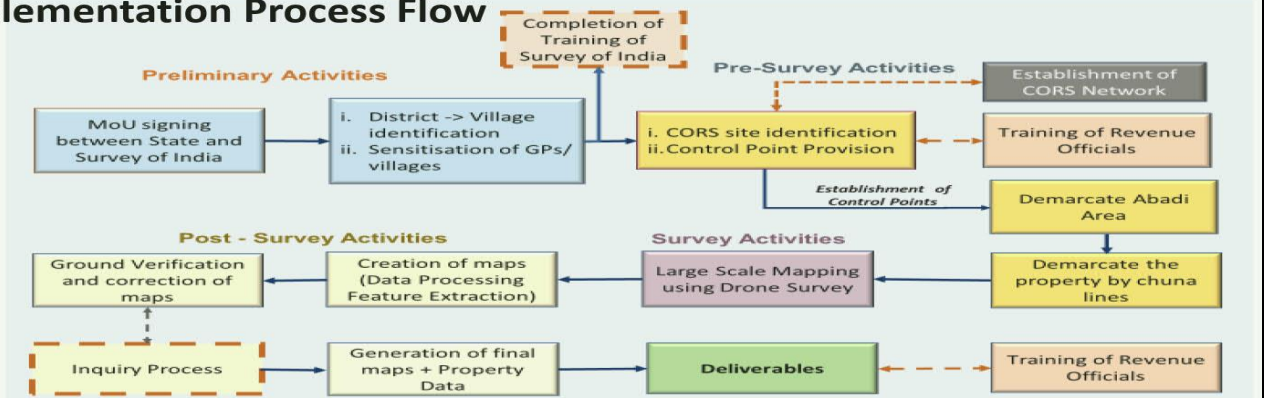 lementation Process Flow
Completion of
Training of
Survey of India
Preliminary Activities
Pre-Survey Activities
Establishment of
CORS Network
MoU signing
between State and
Survey of India
i. District -> Village
identification
ii. Sensitisation of GPs/
villages
i. CORS site identification
ii.Control Point Provision
Training of Revenue
Officials
Establishment of
Control Points
Demarcate Abadi
Area
Post - Survey Activities
Survey Activities
Ground Verification
and correction of
maps
Creation of maps
(Data Processing
Feature Extraction)
Large Scale Mapping
using Drone Survey
Demarcate the
property by chuna
lines
Inquiry Process
Generation of final
maps + Property
Data
Deliverables
Training of Revenue
Officials